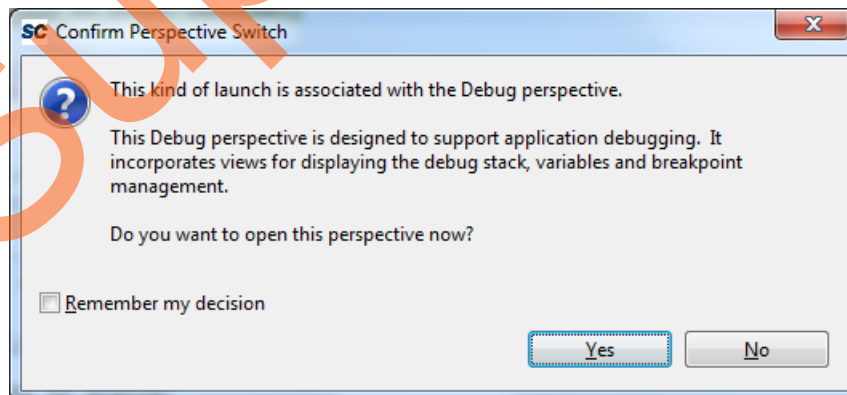 SC Confirm Perspective Switch
This kind of launch is associated with the Debug perspective.
This Debug perspective is designed to support application debugging. It
incorporates views for displaying the debug stack, variables and breakpoint
management.
Do you want to open this perspective now?
Remember my decision
Yes No